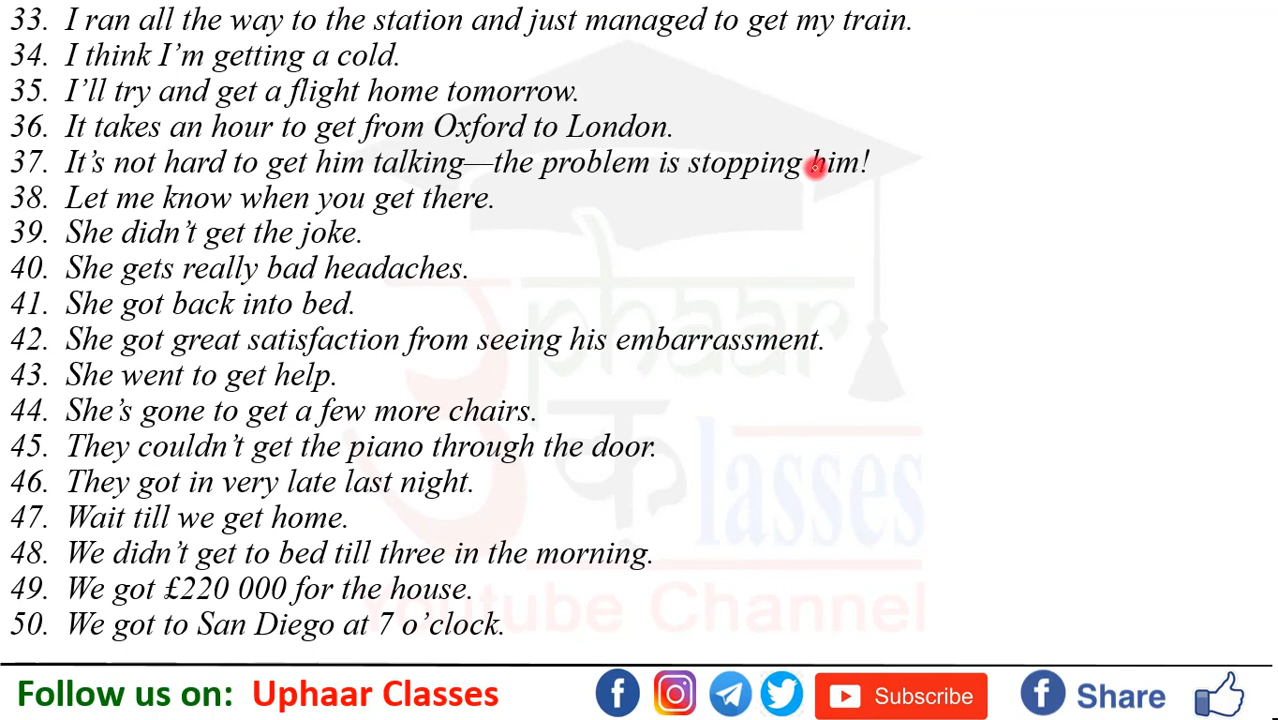 33. I ran all the way to the station and just managed to get my train.
34. I think I’m getting a cold.
35. I’ll try and get a flight home tomorrow.
36. It takes an hour to get from Oxford to London.
37. It’s not hard to get him talking—the problem is stopping him!
38. Let me know when you get there.
39. She didn’t get the joke.
40. She gets really bad headaches.
41. She got back into bed.
42. She got great satisfaction from seeing his embarrassment.
43. She went to get help.
44. She’s gone to get a few more chairs.
45. They couldn’t get the piano through the door.
46. They got in very late last night.
47. Wait till we get home.
48. We didn’t get to bed till three in the morning.
49. We got £220 000 for the house.
50. We got to San Diego at 7 o’clock.
उphaar
कlasses
Youtube Channel
Follow us on: Uphaar Classes Subscribe Share